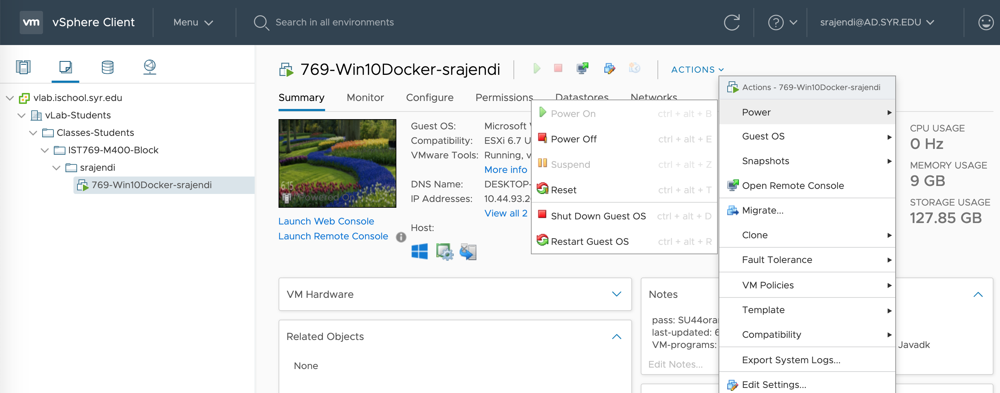 vm vSphere Client Menu Search in all environments srajendi@AD.SYR.EDU
769-Win10Docker-srajendi ACTIONS
Summary Monitor Configure Permissions Datastores Networks
vlab.ischool.syr.edu
vLab-Students
Classes-Students
IST769-M400-Block
srajendi
769-Win10Docker-srajendi
6:15
Powered On
Launch Web Console
Launch Remote Console
Guest OS: Microsoft
Compatibility: ESXi 6.7
VMware Tools: Running,
More info
DNS Name: DESKTOP-
IP Addresses: 10.44.93.2
View all 2
Host:
Power On ctrl + alt + B
Power Off ctrl + alt + E
Suspend ctrl + alt + Z
Reset ctrl + alt + T
Shut Down Guest OS ctrl + alt + D
Restart Guest OS ctrl + alt + R
Actions - 769-Win10Docker-srajendi
Power
Guest OS
Snapshots
Open Remote Console
Migrate...
Clone
Fault Tolerance
VM Policies
Template
Compatibility
Export System Logs...
Edit Settings...
CPU USAGE
0 Hz
MEMORY USAGE
9 GB
STORAGE USAGE
127.85 GB
VM Hardware
Related Objects
None
Notes
pass: SU44ora
last-updated: 6
VM-programs: Javadk
Edit Notes...